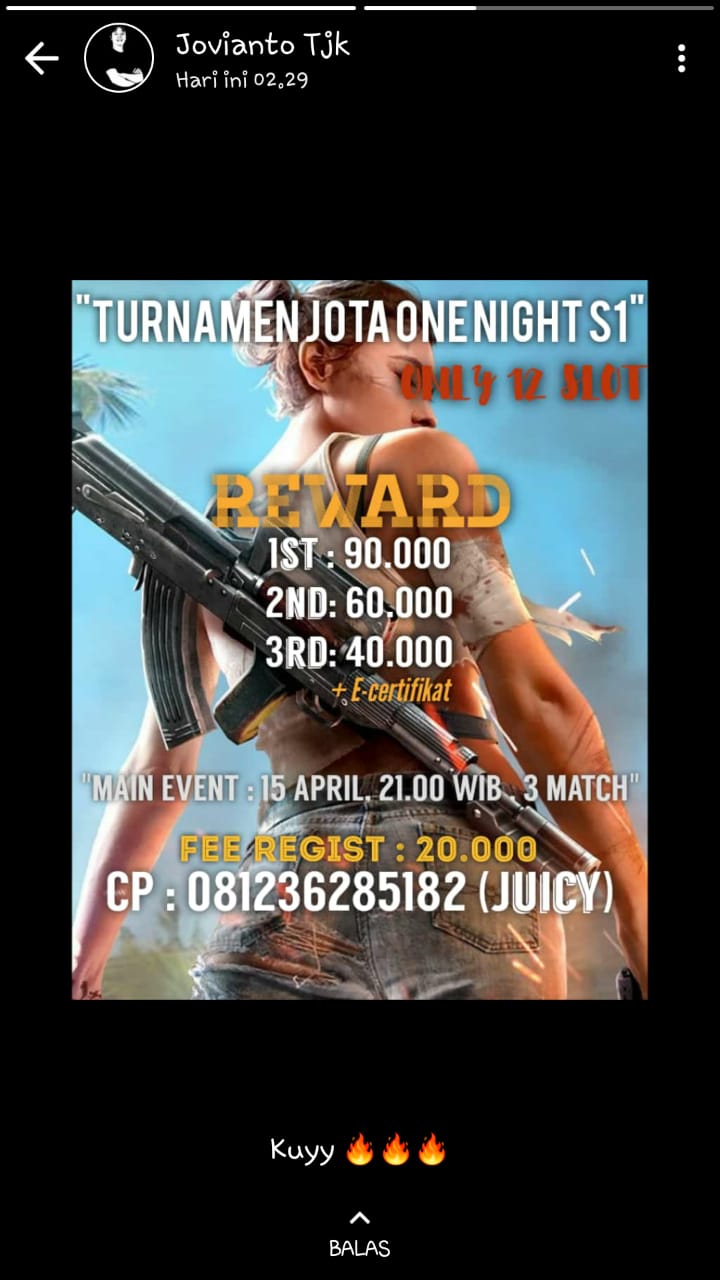 Jovianto Tjk
Hari ini 02.29
"TURNAMEN JOTA ONE NIGHT S1"
ONLY 12 SLOT
REWARD
1ST : 90.000
2ND: 60.000
3RD: 40.000
+ E-certifikat
"MAIN EVENT : 15 APRIL, 21.00 WIB , 3 MATCH"
FEE REGIST : 20.000
CP : 081236285182 (JUICY)
Kuyy 🔥🔥🔥
BALAS